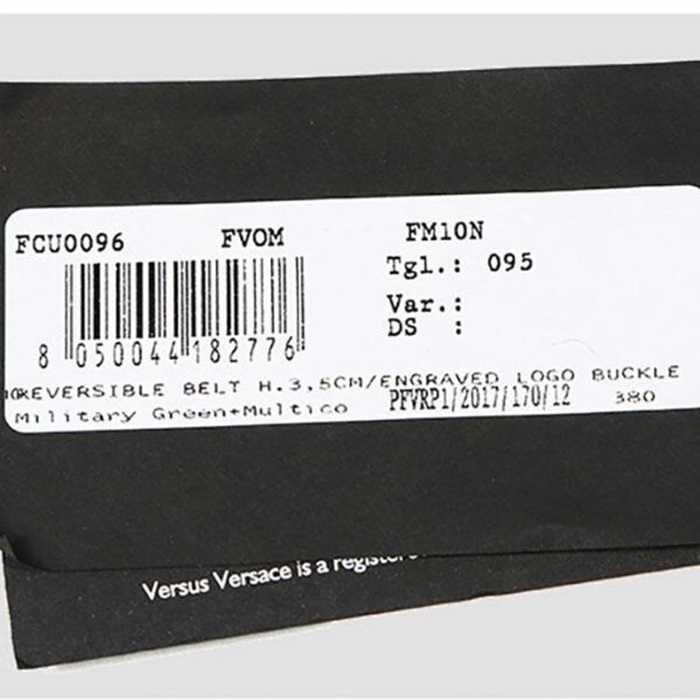 FCU0096 FVOM FM10N
Tgl.: 095
Var.:
DS :
8 050044 182776
REVERSIBLE BELT H.3,5CM/ENGRAVED LOGO BUCKLE
Military Green+Multico PFVRP1/2017/170/12 380
Versus Versace is a